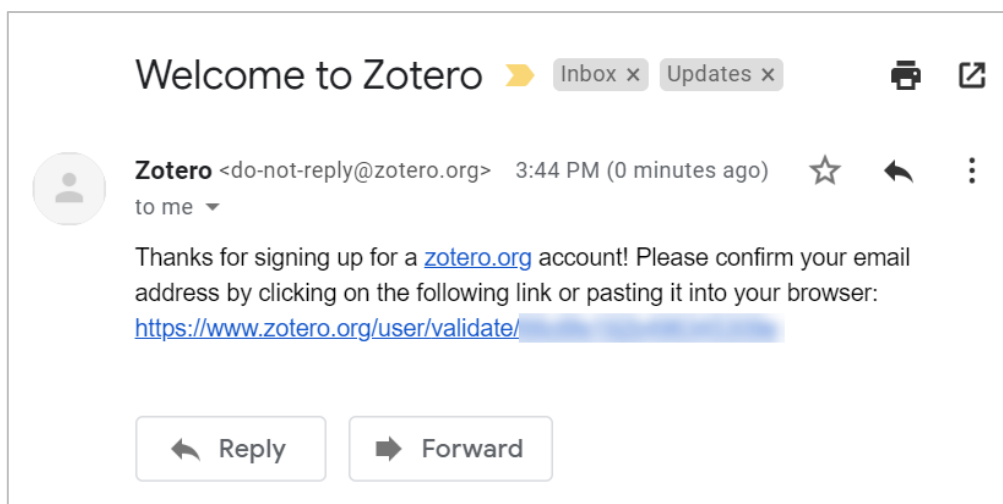 Welcome to Zotero Inbox x Updates x
Zotero <do-not-reply@zotero.org> 3:44 PM (0 minutes ago)
to me
Thanks for signing up for a zotero.org account! Please confirm your email
address by clicking on the following link or pasting it into your browser:
https://www.zotero.org/user/validate/
Reply Forward